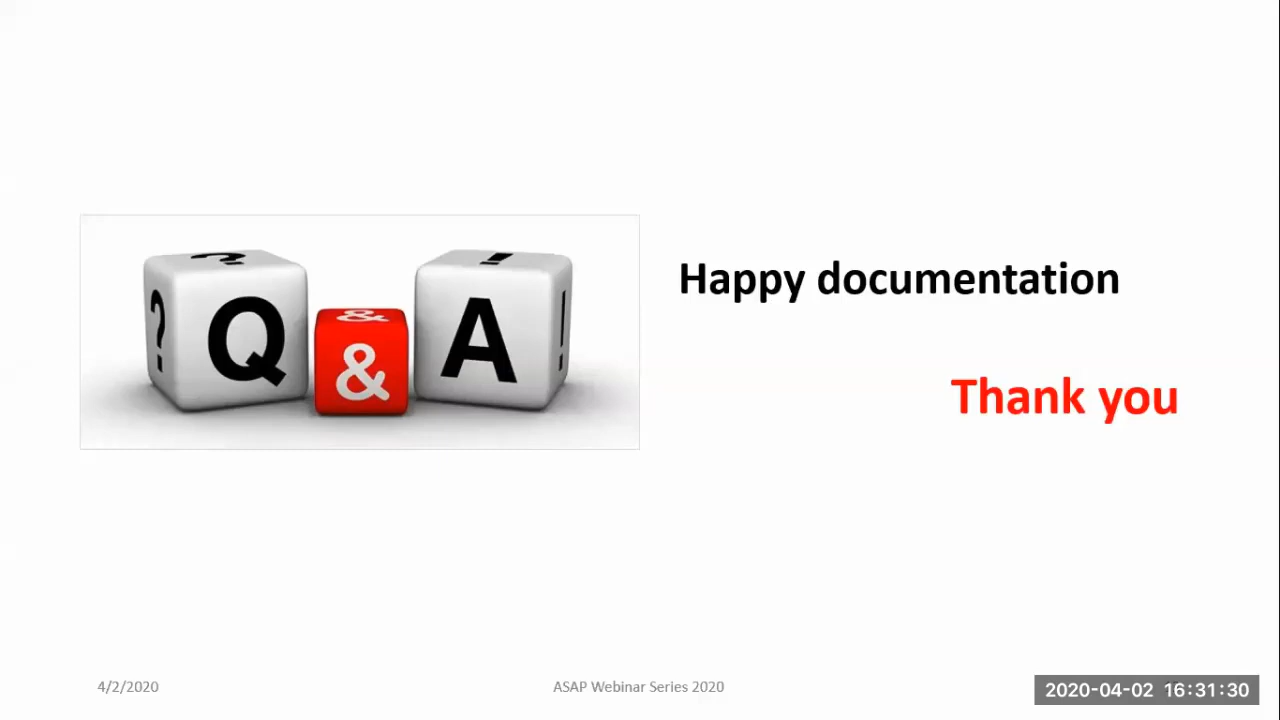 ?
Q
&
&
!
A
!
Happy documentation
Thank you
4/2/2020
ASAP Webinar Series 2020
2020-04-02 16:31:30